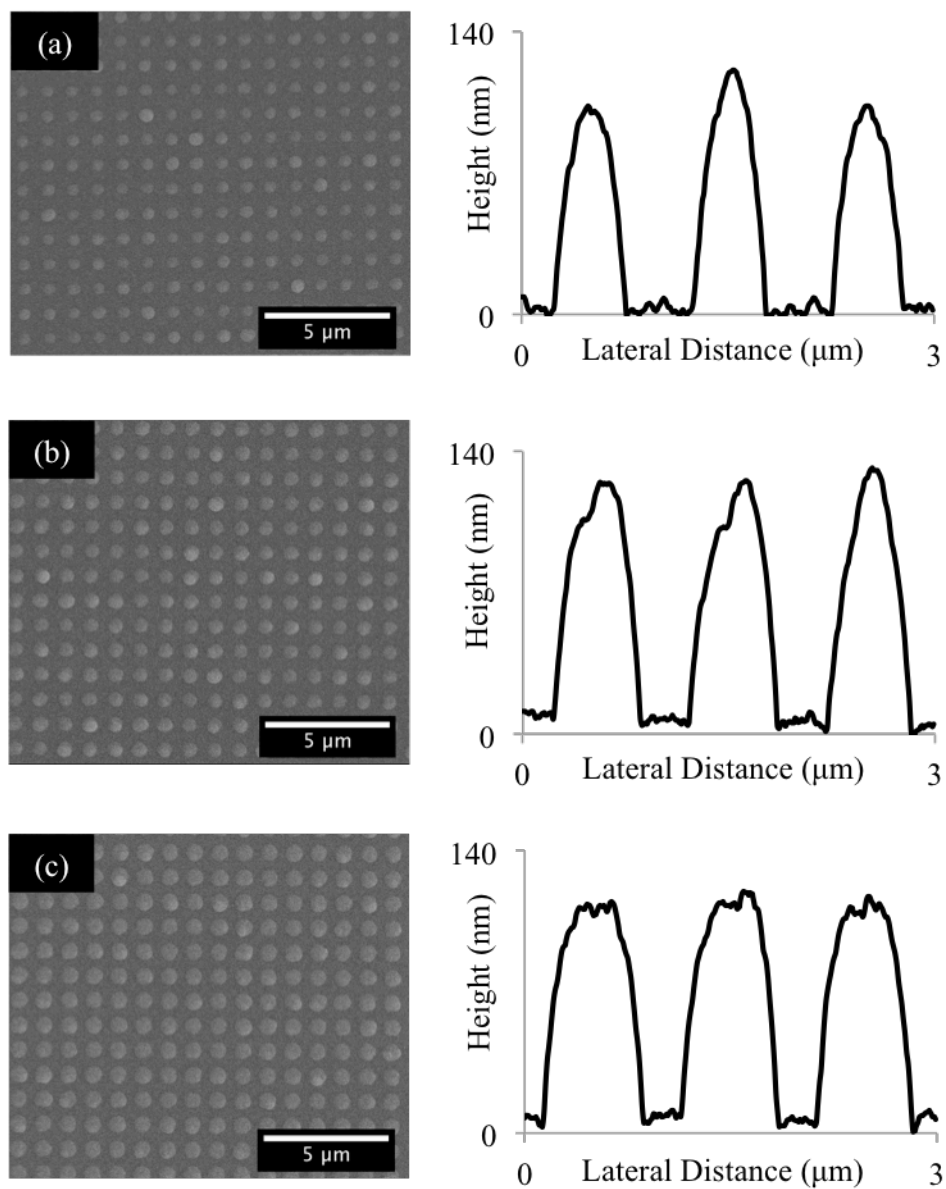 (a)
5 μm
140
Height (nm)
0
0
Lateral Distance (μm)
3
(b)
5 μm
140
Height (nm)
0
0
Lateral Distance (μm)
3
(c)
5 μm
140
Height (nm)
0
0
Lateral Distance (μm)
3